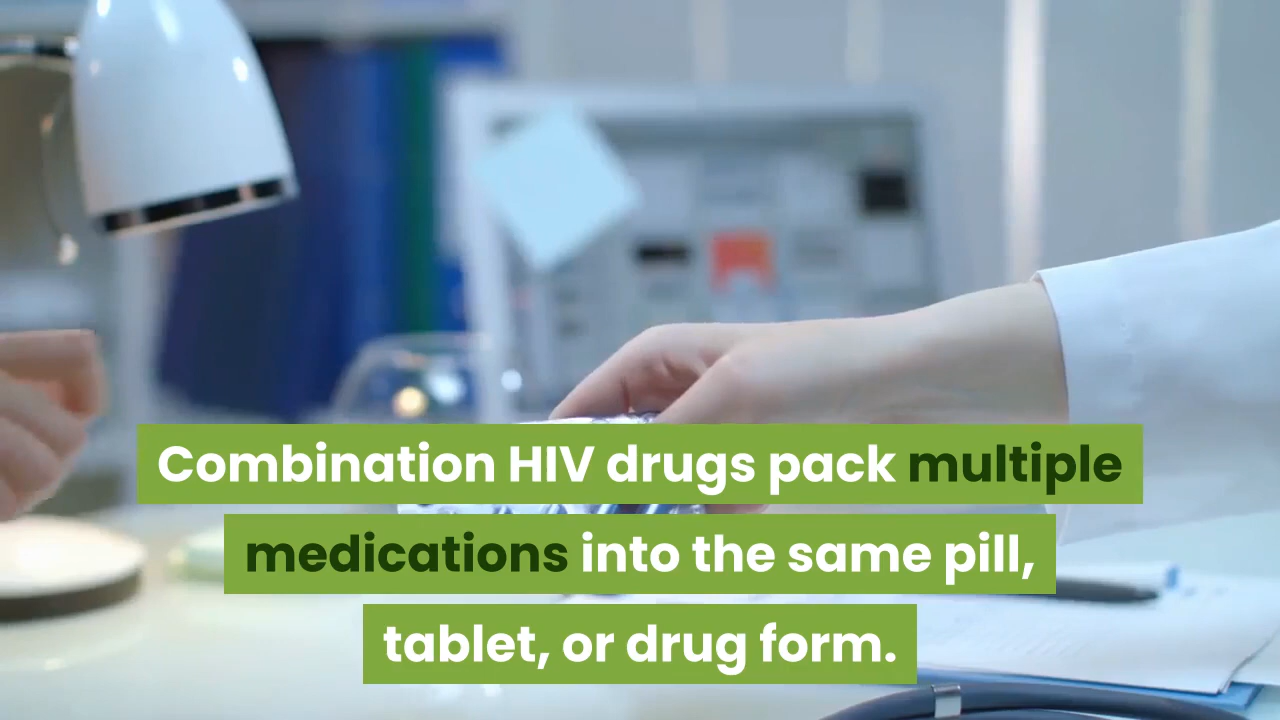 Combination HIV drugs pack multiple
medications into the same pill,
tablet, or drug form.